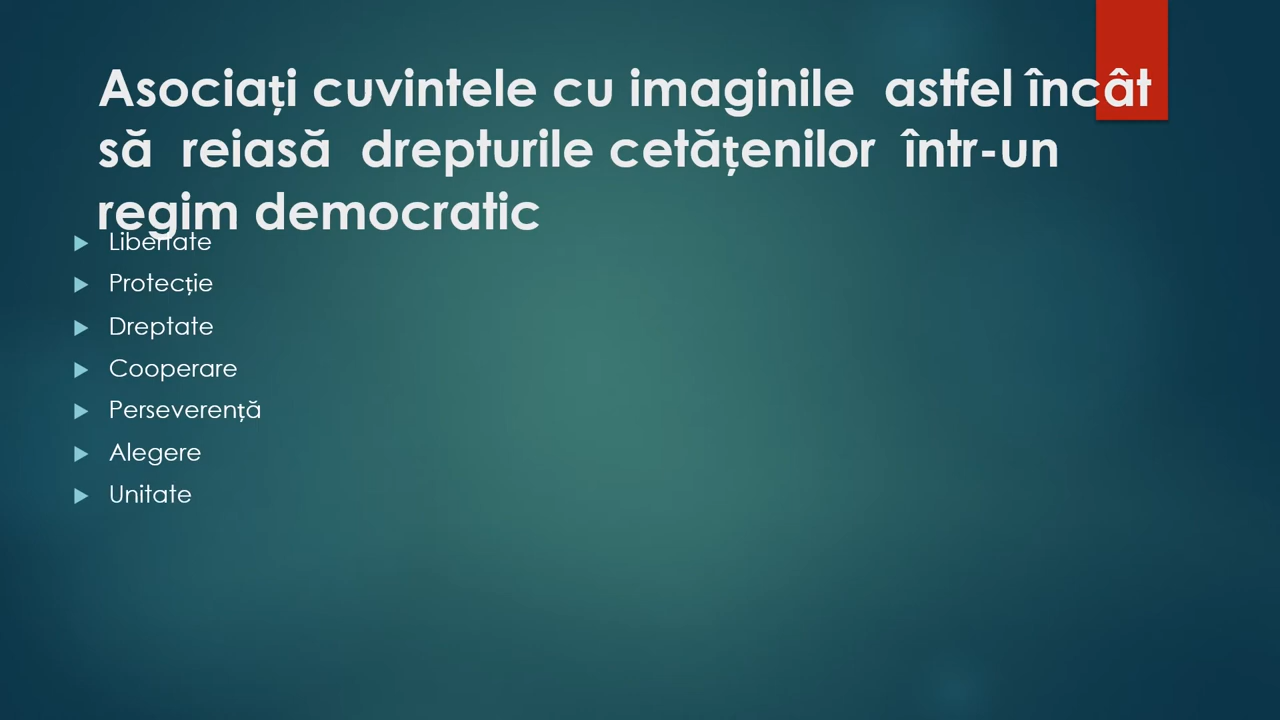 Asociați cuvintele cu imaginile astfel încât
să reiasă drepturile cetățenilor într-un
regim democratic
Libertate
Protecție
Dreptate
Cooperare
Perseverență
Alegere
Unitate